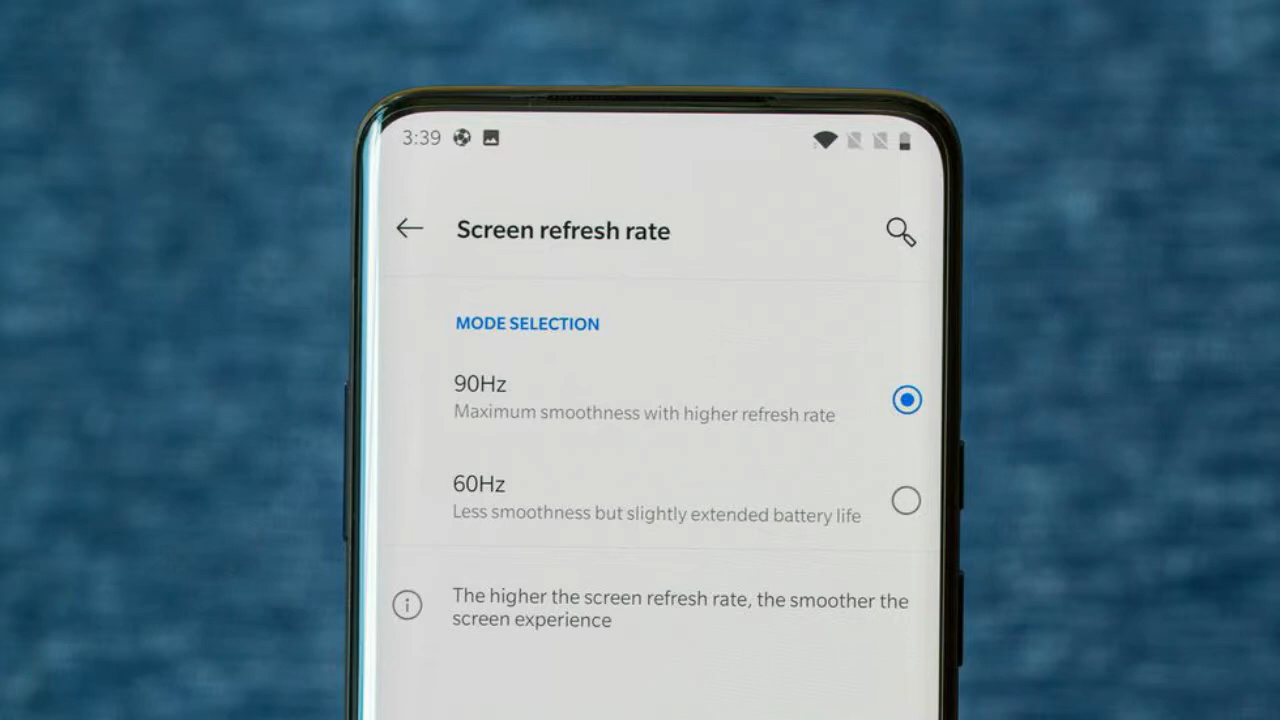 3:39
Screen refresh rate
MODE SELECTION
90Hz
Maximum smoothness with higher refresh rate
60Hz
Less smoothness but slightly extended battery life
The higher the screen refresh rate, the smoother the
screen experience